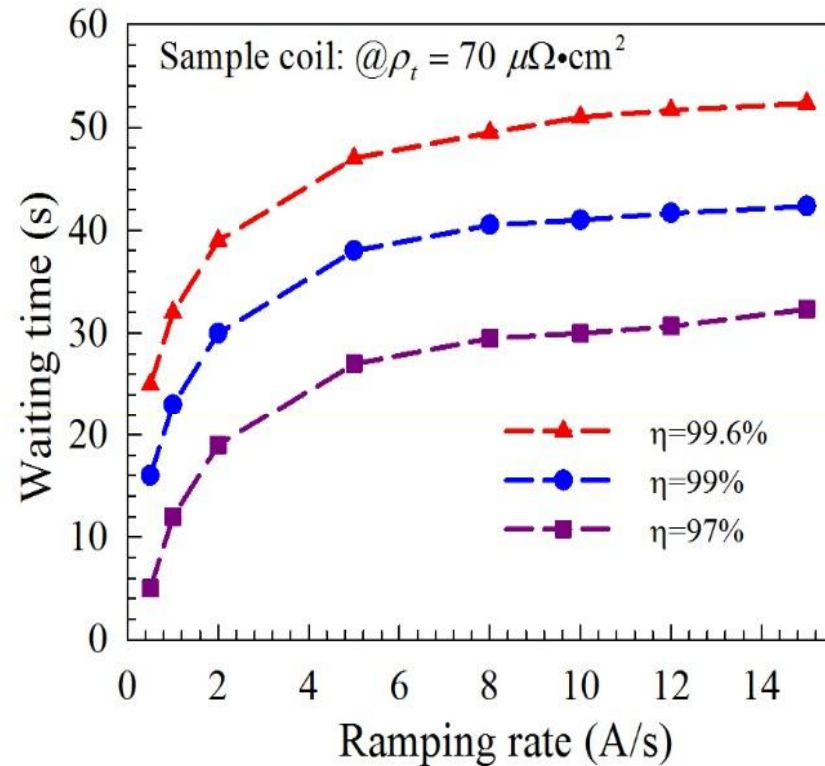 Sample coil: @ρt = 70 μΩ•cm²
60
50
40
30
20
10
0
Waiting time (s)
η=99.6%
η=99%
η=97%
0 2 4 6 8 10 12 14
Ramping rate (A/s)